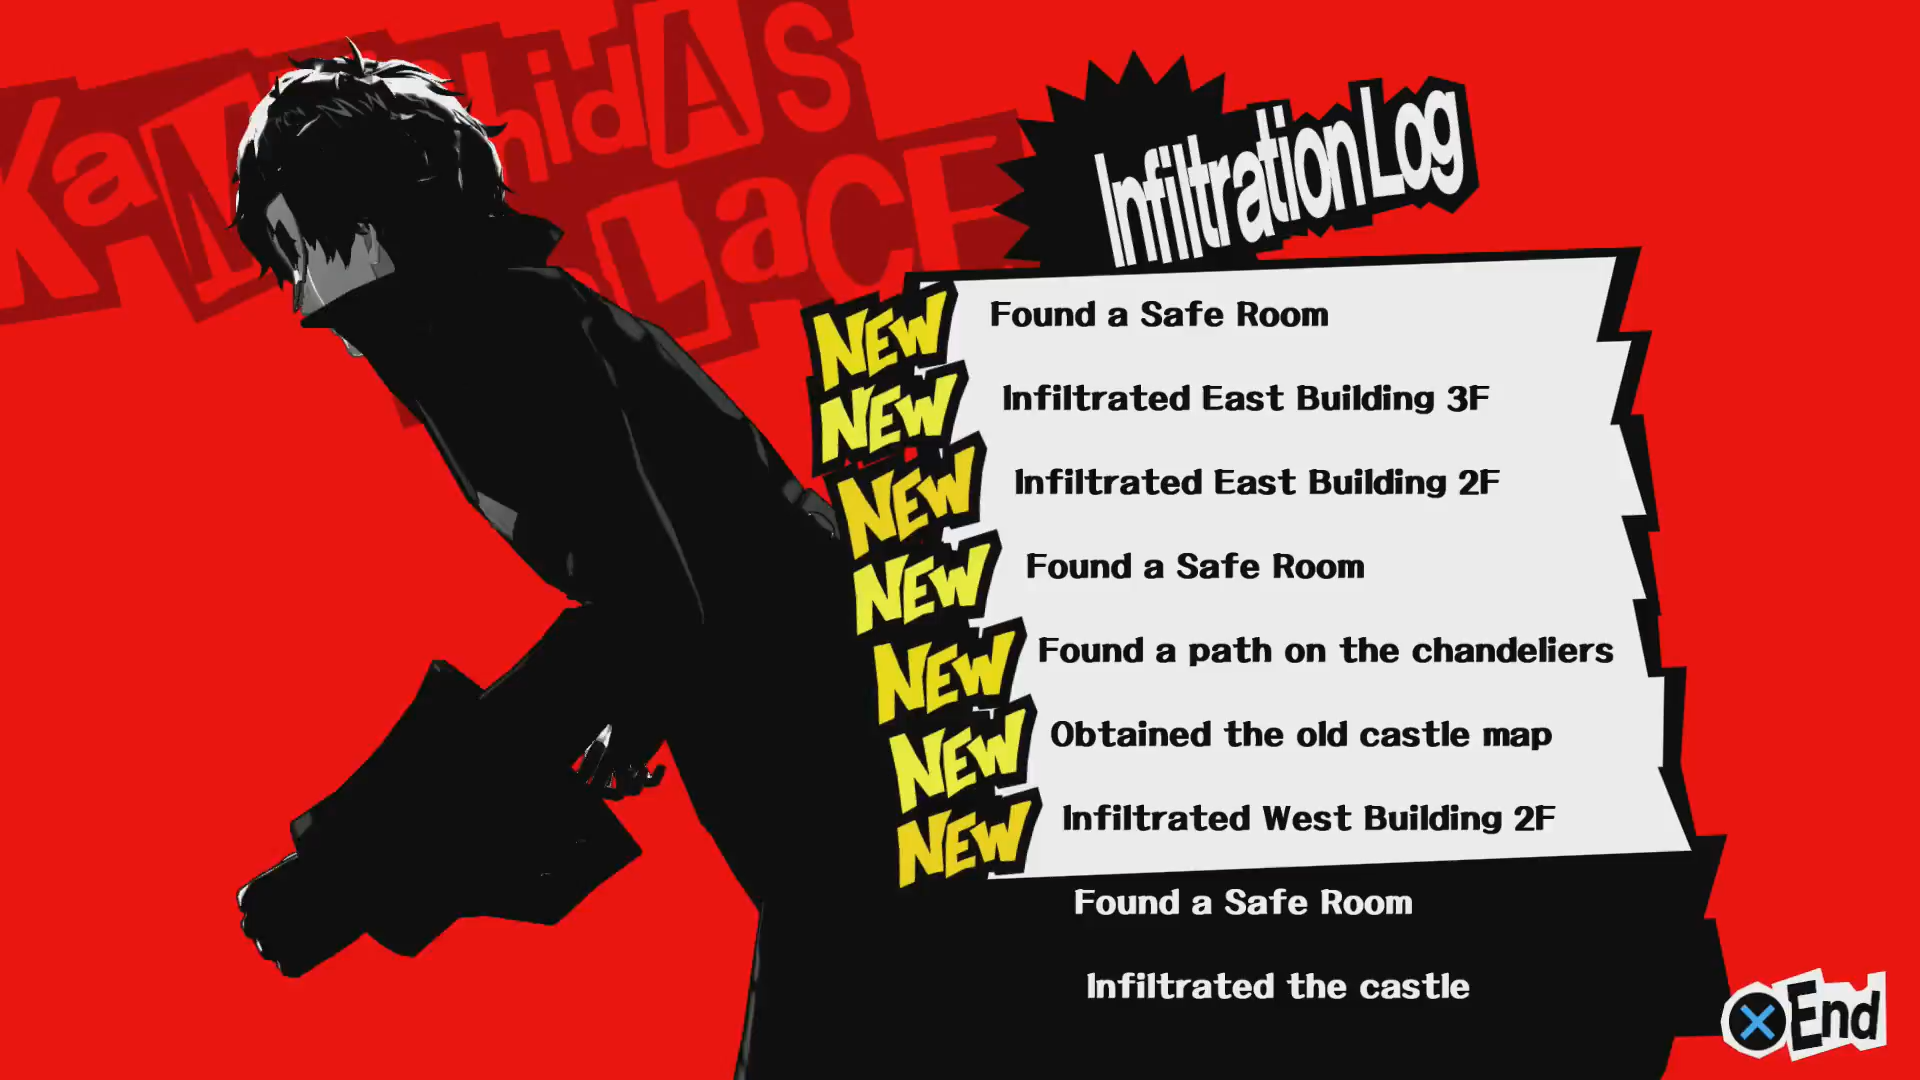 KaMoshidAS
PLaCE
Infiltration Log
NEW Found a Safe Room
NEW Infiltrated East Building 3F
NEW Infiltrated East Building 2F
NEW Found a Safe Room
NEW Found a path on the chandeliers
NEW Obtained the old castle map
NEW Infiltrated West Building 2F
Found a Safe Room
Infiltrated the castle
End